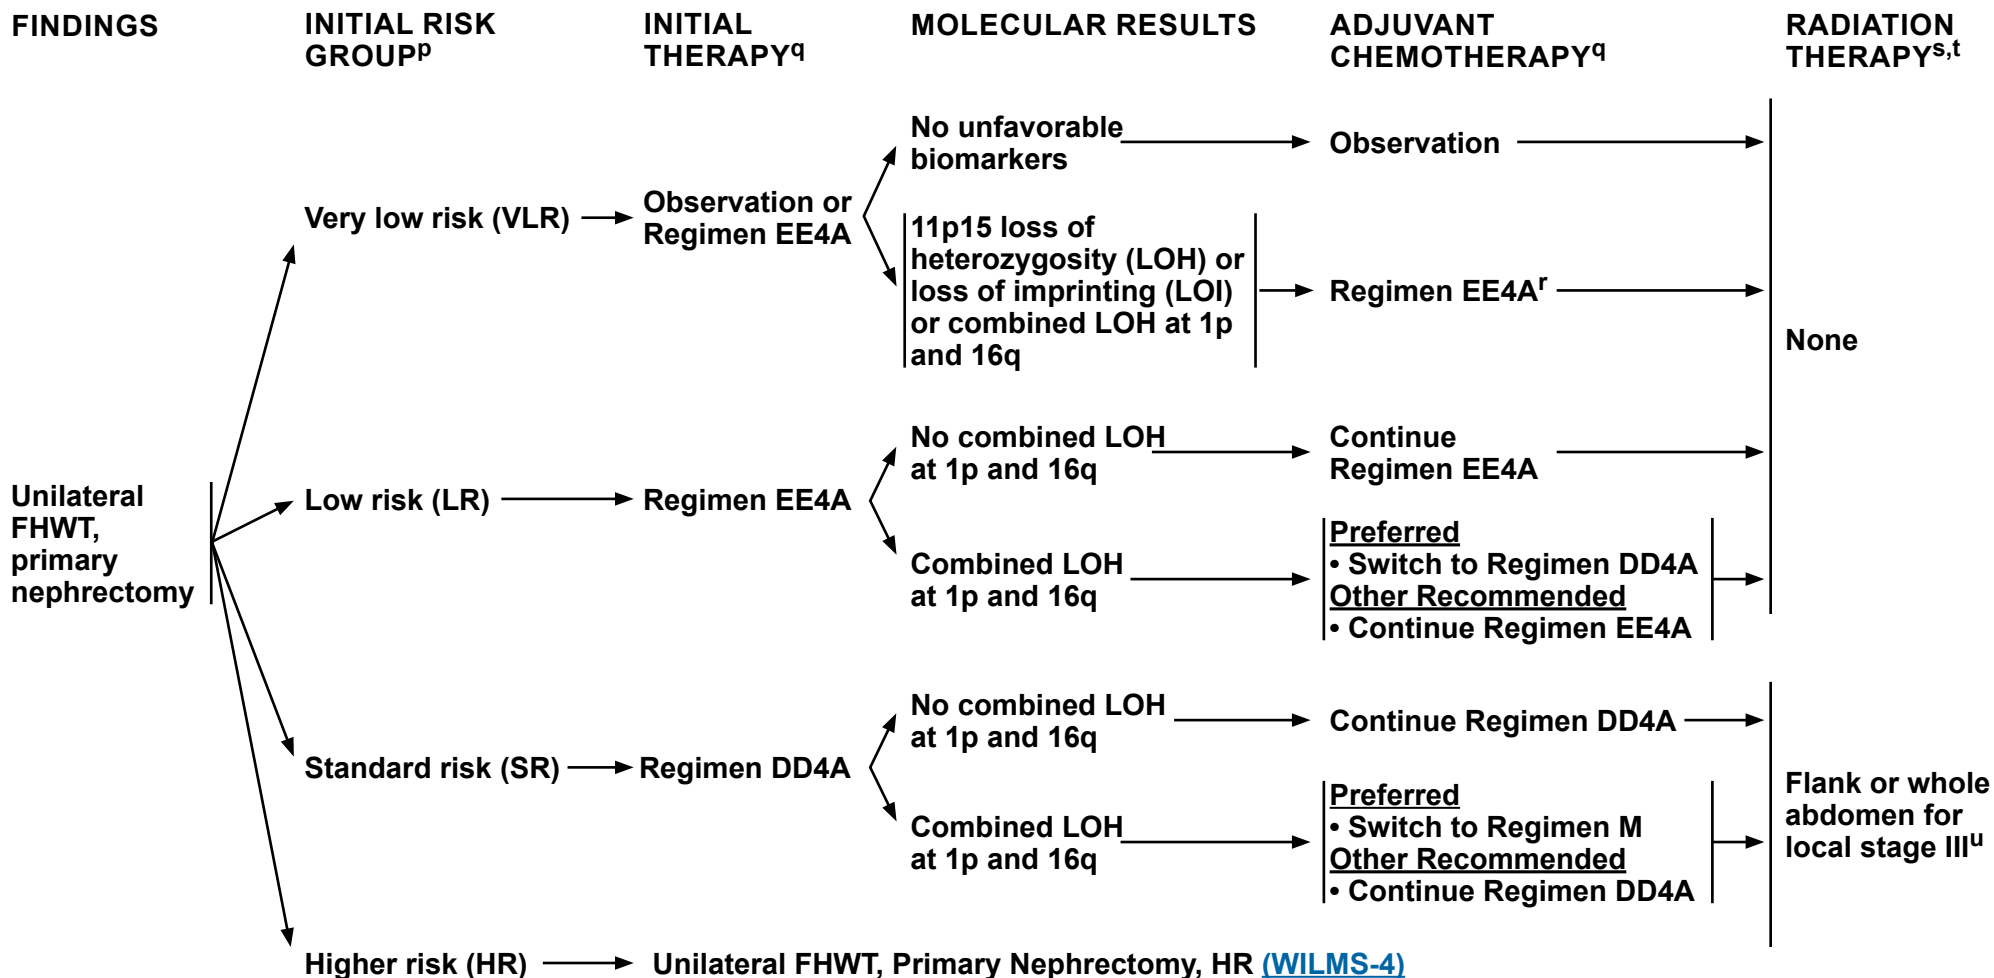 FINDINGS
INITIAL RISK
GROUPp
INITIAL
THERAPYq
MOLECULAR RESULTS
ADJUVANT
CHEMOTHERAPYq
RADIATION
THERAPYs,t
Unilateral
FHWT,
primary
nephrectomy
Very low risk (VLR)
Observation or
Regimen EE4A
No unfavorable
biomarkers
Observation
11p15 loss of
heterozygosity (LOH) or
loss of imprinting (LOI)
or combined LOH at 1p
and 16q
Regimen EE4Ar
None
Low risk (LR)
Regimen EE4A
No combined LOH
at 1p and 16q
Continue
Regimen EE4A
Combined LOH
at 1p and 16q
Preferred
• Switch to Regimen DD4A
Other Recommended
• Continue Regimen EE4A
Standard risk (SR)
Regimen DD4A
No combined LOH
at 1p and 16q
Continue Regimen DD4A
Combined LOH
at 1p and 16q
Preferred
• Switch to Regimen M
Other Recommended
• Continue Regimen DD4A
Flank or whole
abdomen for
local stage IIIu
Higher risk (HR)
Unilateral FHWT, Primary Nephrectomy, HR (WILMS-4)